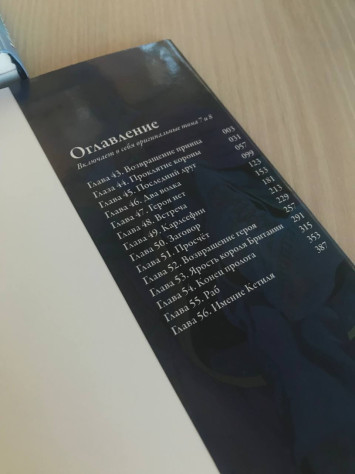 Оглавление
Включает в себя оригинальные тома 7 и 8
Глава 43. Возвращение принца 003
Глава 44. Проклятие короны 031
Глава 45. Последний друг 057
Глава 46. Два волка 099
Глава 47. Героя нет 123
Глава 48. Встреча 153
Глава 49. Карлсефни 181
Глава 50. Заговор 213
Глава 51. Просчёт 229
Глава 52. Возвращение героя 257
Глава 53. Ярость короля Британии 291
Глава 54. Конец пролога 315
Глава 55. Раб 353
Глава 56. Имение Кетиля 387